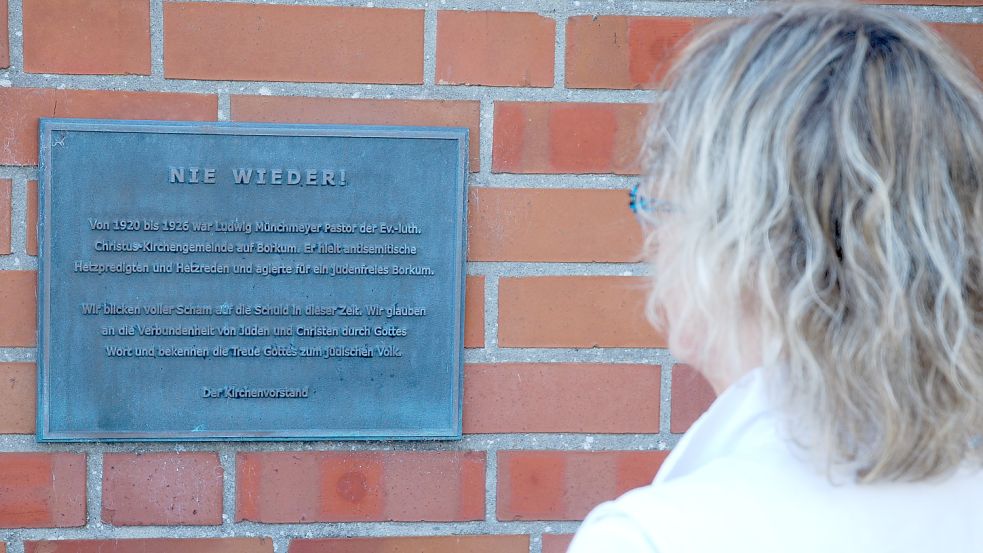 NIE WIEDER!
Von 1920 bis 1926 war Ludwig Münchmeyer Pastor der Ev.-luth.
Christus-Kirchengemeinde auf Borkum. Er hielt antisemitische
Hetzpredigten und Hetzreden und agierte für ein judenfreies Borkum.
Wir blicken voller Scham auf die Schuld in dieser Zeit. Wir glauben
an die Verbundenheit von Juden und Christen durch Gottes
Wort und bekennen die Treue Gottes zum jüdischen Volk.
Der Kirchenvorstand